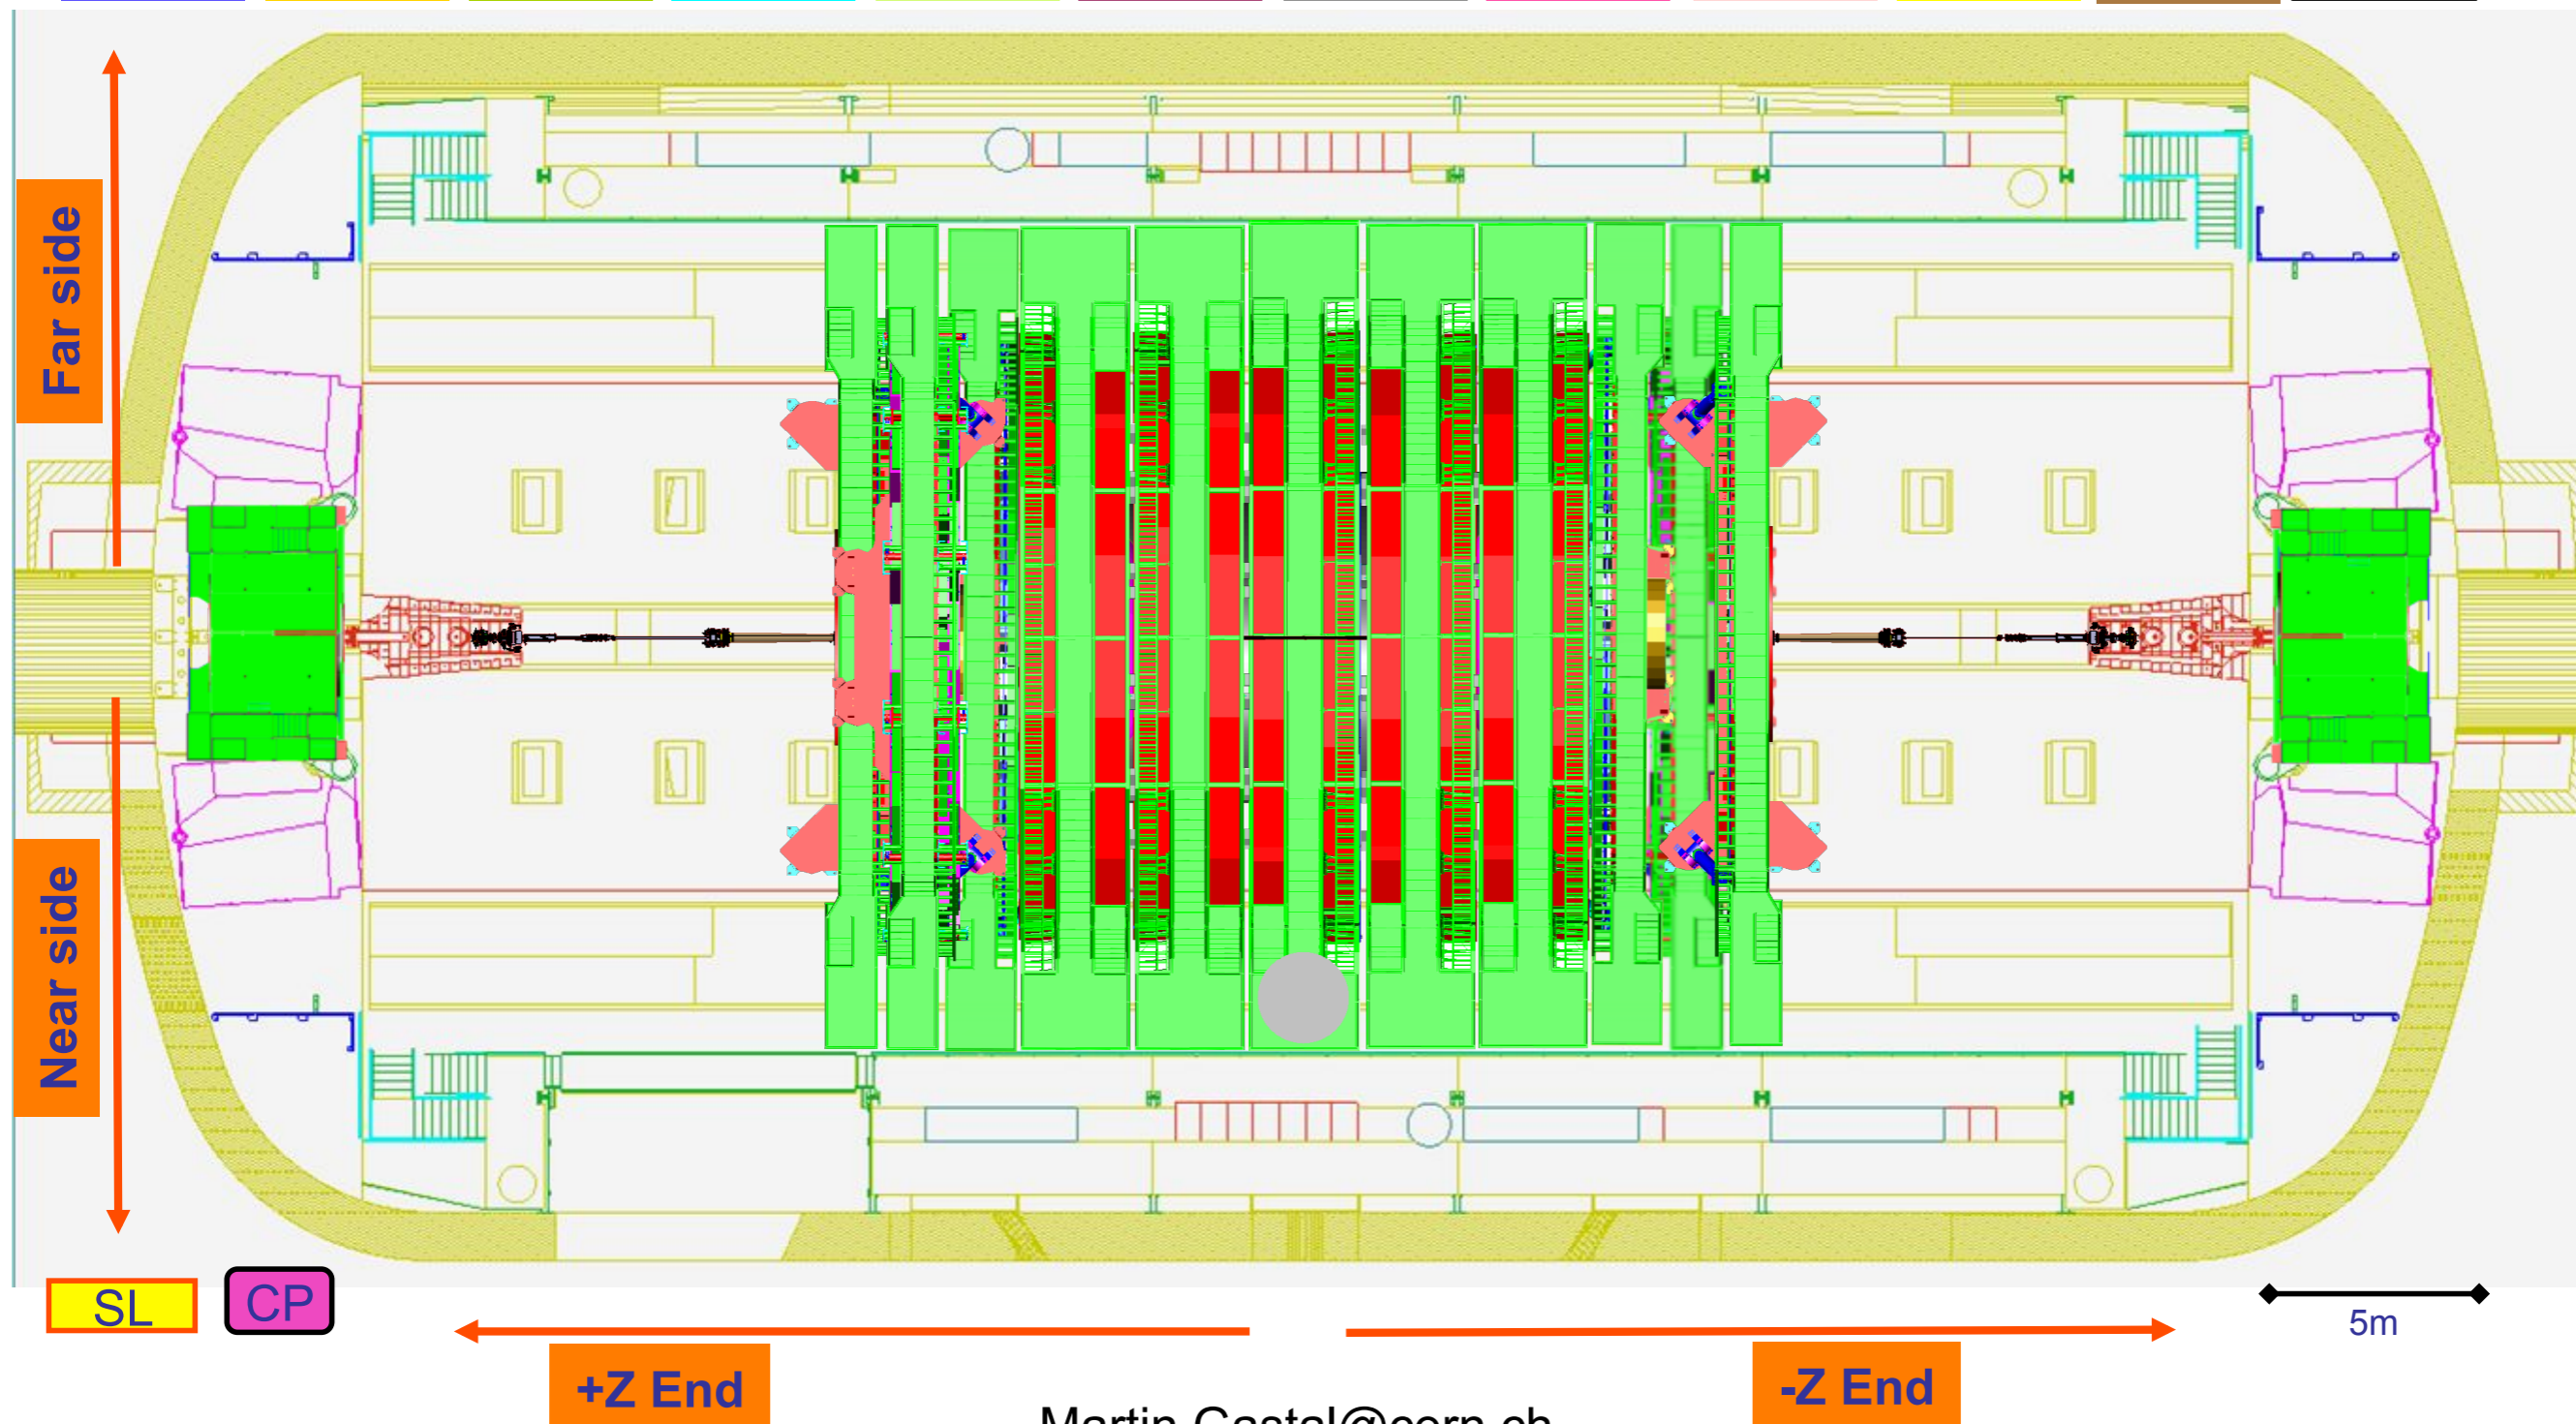 Far side
Near side
SL
CP
5m
+Z End
-Z End